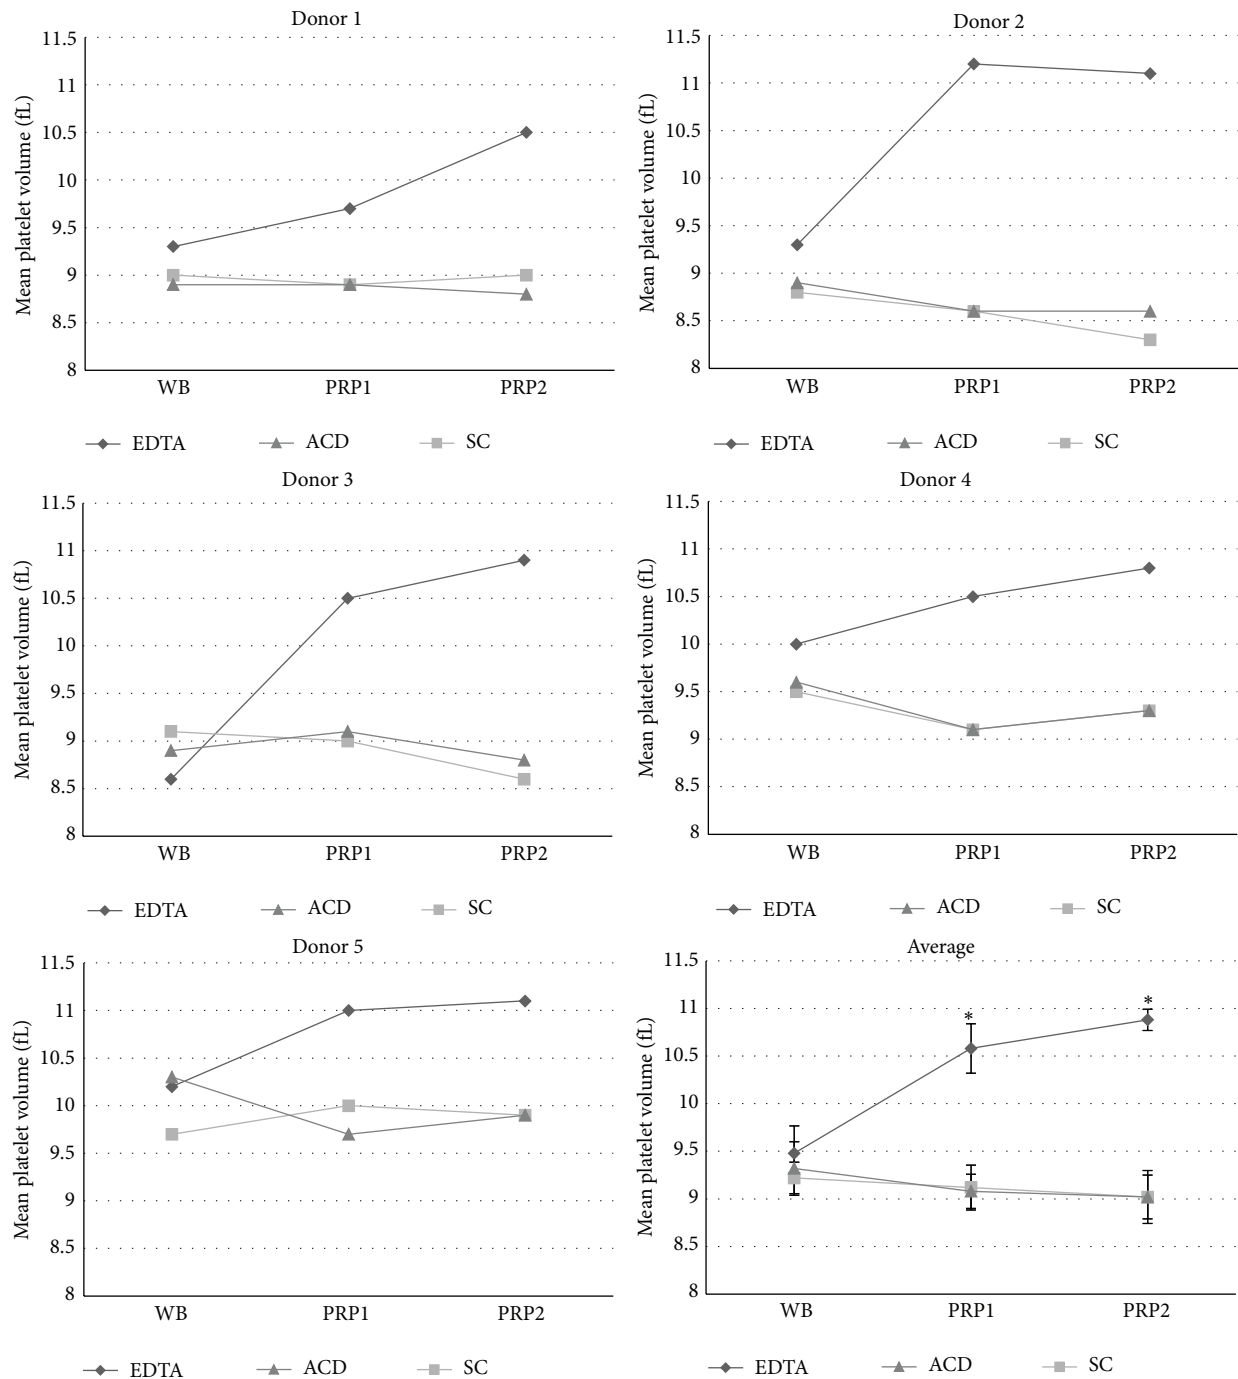 Donor 1
Mean platelet volume (fL)
11.5
11
10.5
10
9.5
9
8.5
8
WB PRP1 PRP2
EDTA ACD SC
Donor 2
Mean platelet volume (fL)
11.5
11
10.5
10
9.5
9
8.5
8
WB PRP1 PRP2
EDTA ACD SC
Donor 3
Mean platelet volume (fL)
11.5
11
10.5
10
9.5
9
8.5
8
WB PRP1 PRP2
EDTA ACD SC
Donor 4
Mean platelet volume (fL)
11.5
11
10.5
10
9.5
9
8.5
8
WB PRP1 PRP2
EDTA ACD SC
Donor 5
Mean platelet volume (fL)
11.5
11
10.5
10
9.5
9
8.5
8
WB PRP1 PRP2
EDTA ACD SC
Average
Mean platelet volume (fL)
11.5
11
10.5
10
9.5
9
8.5
8
* *
WB PRP1 PRP2
EDTA ACD SC